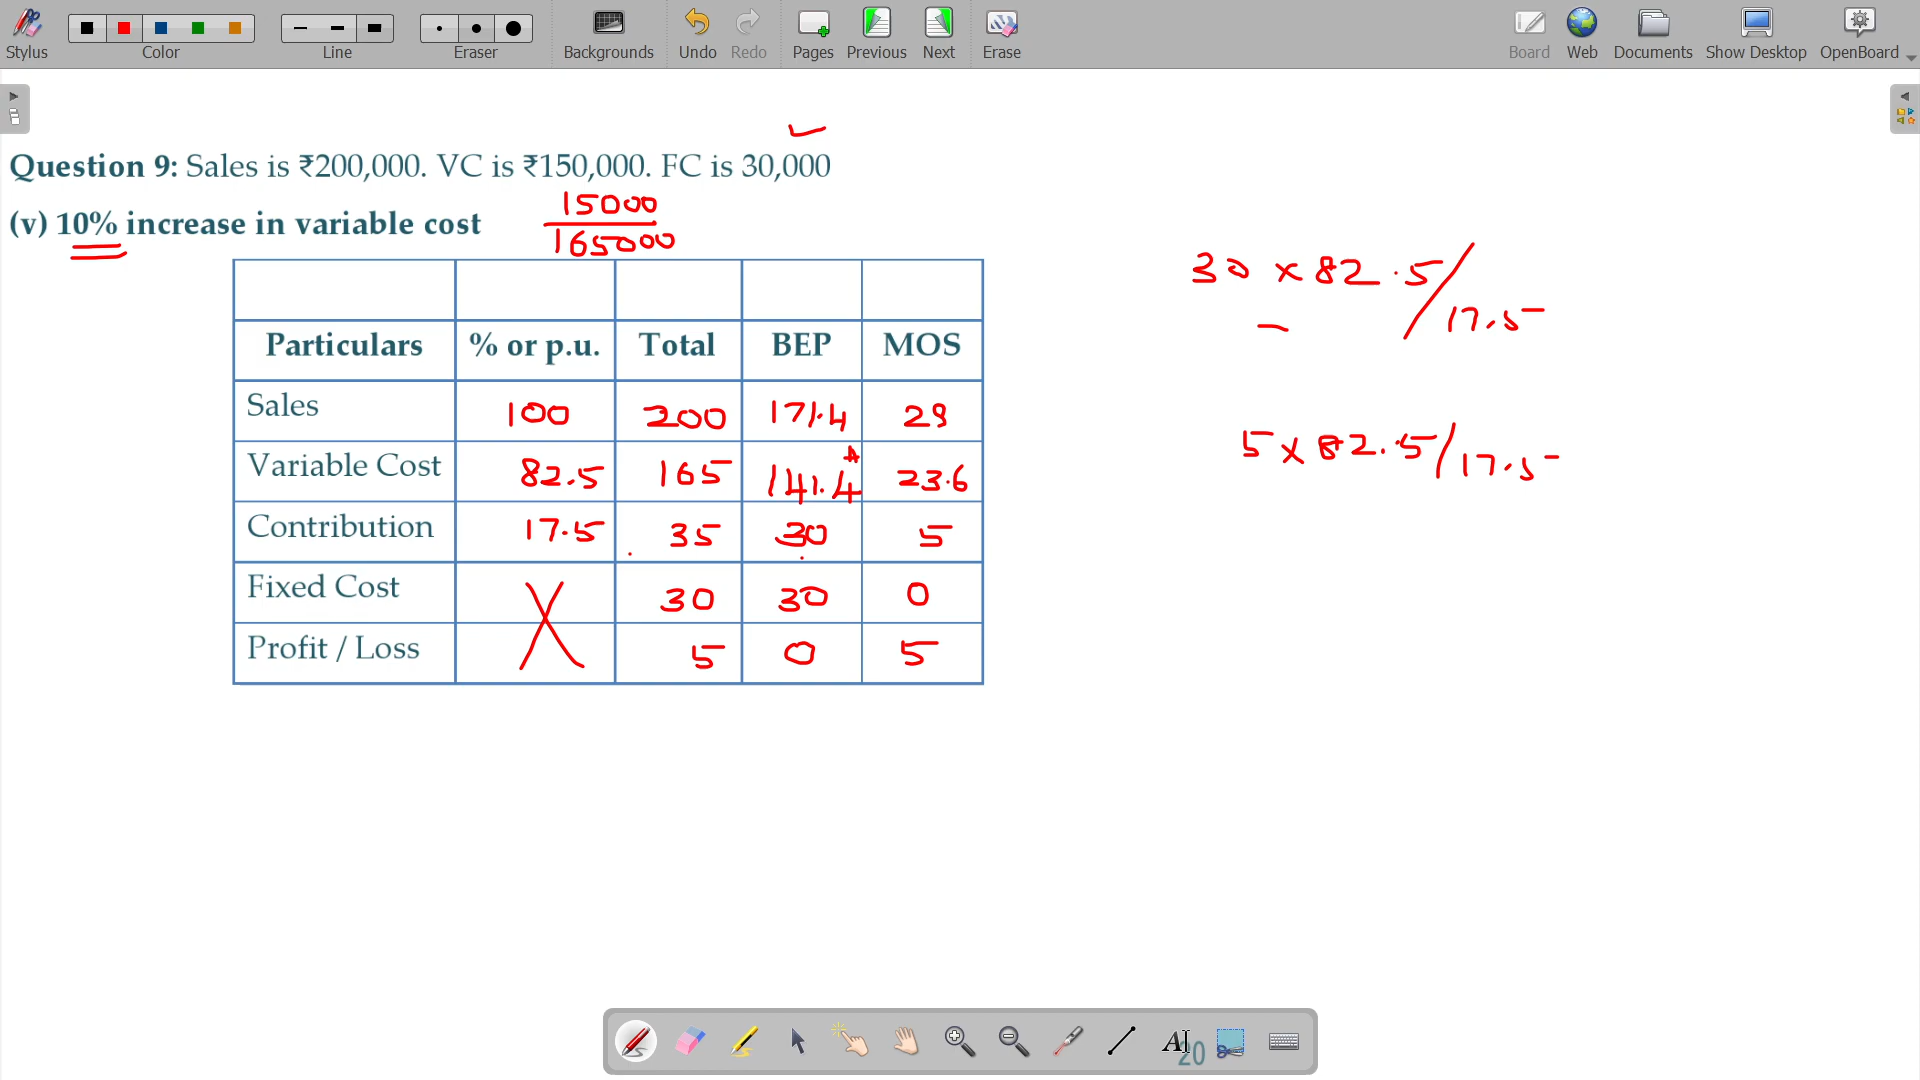 Stylus Color Line Eraser Backgrounds Undo Redo Pages Previous Next Erase Board Web Documents Show Desktop OpenBoard
Question 9: Sales is ₹200,000. VC is ₹150,000. FC is 30,000
15000
(v) 10% increase in variable cost
165000
Particulars % or p.u. Total BEP MOS
Sales 100 200 171.4 29
Variable Cost 82.5 165 141.4 23.6
Contribution 17.5 35 30 5
Fixed Cost 30 30 0
Profit / Loss 5 0 5
30 × 82.5/17.5
5 × 82.5/17.5
20